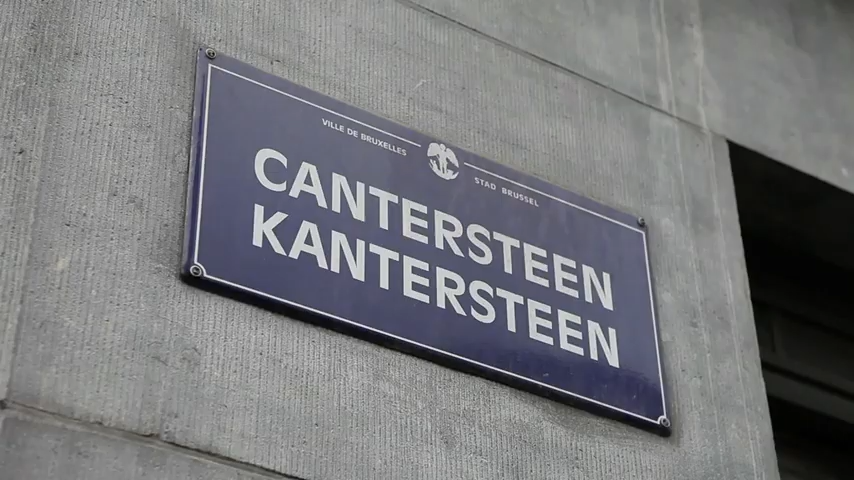 VILLE DE BRUXELLES
STAD BRUSSEL
CANTERSTEEN
KANTERSTEEN